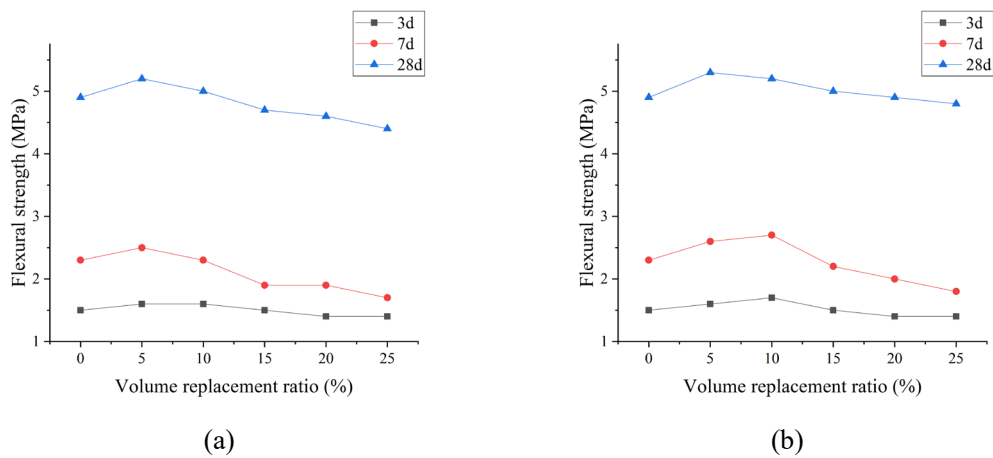 3d
7d
28d
5
4
3
2
1
Flexural strength (MPa)
0 5 10 15 20 25
Volume replacement ratio (%)
(a)
3d
7d
28d
5
4
3
2
1
Flexural strength (MPa)
0 5 10 15 20 25
Volume replacement ratio (%)
(b)